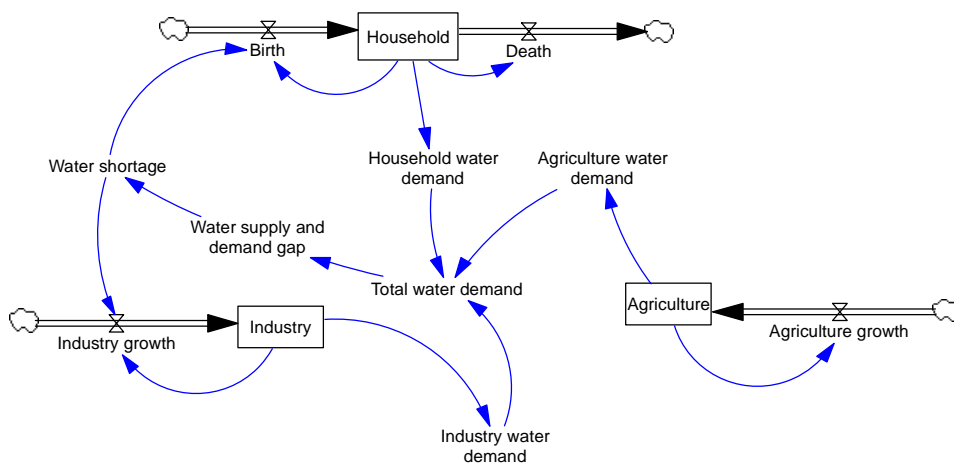 Household
Birth
Death
Water shortage
Household water
demand
Agriculture water
demand
Water supply and
demand gap
Total water demand
Agriculture
Industry
Industry growth
Agriculture growth
Industry water
demand